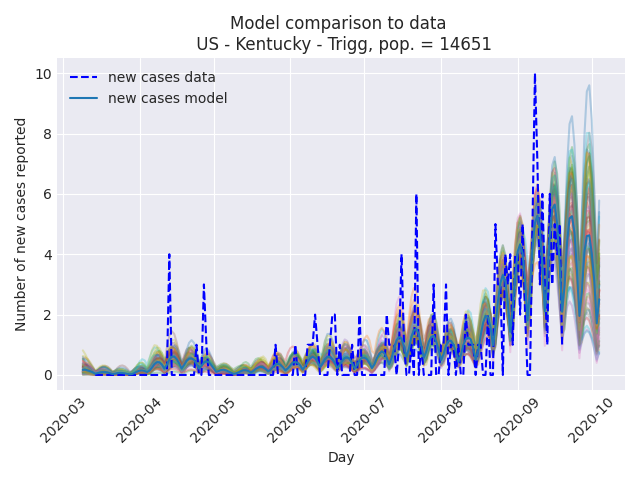 Model comparison to data
US - Kentucky - Trigg, pop. = 14651
new cases data
new cases model
Number of new cases reported
10
8
6
4
2
0
2020-03
2020-04
2020-05
2020-06
2020-07
2020-08
2020-09
2020-10
Day